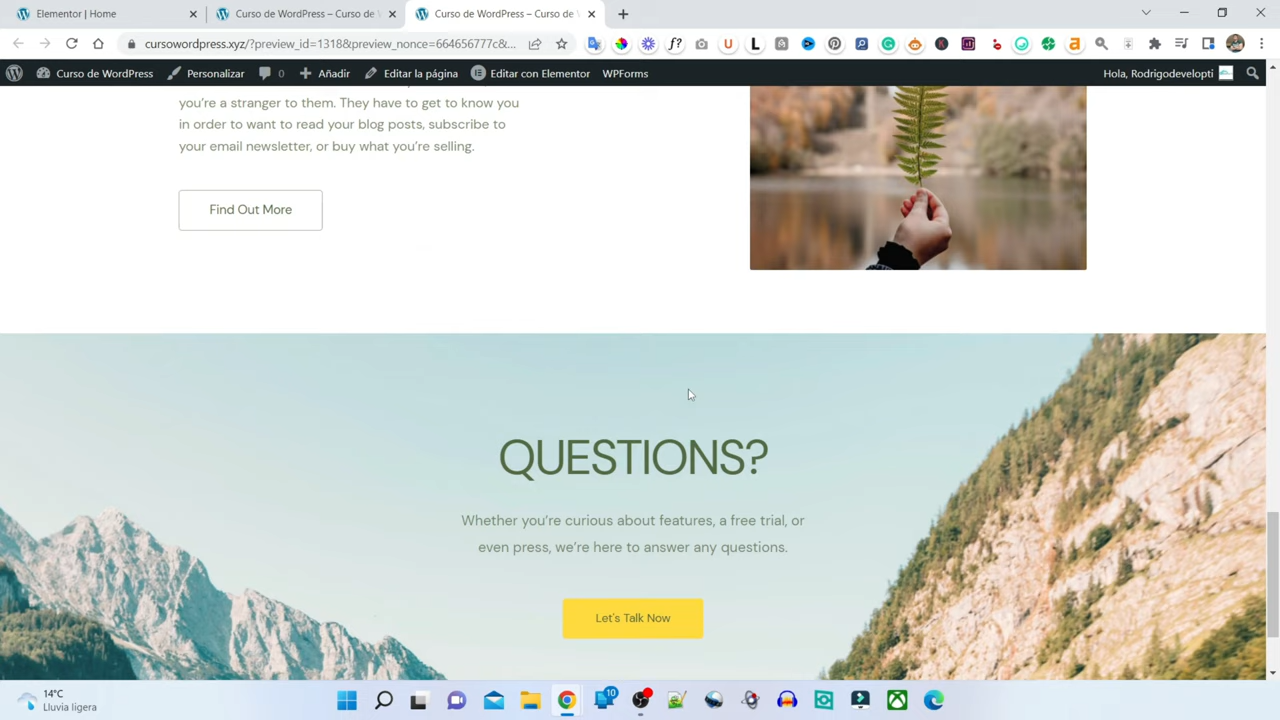 Elementor | Home
Curso de WordPress – Curso de
Curso de WordPress – Curso de
cursowordpress.xyz/?preview_id=1318&preview_nonce=664656777c&...
Curso de WordPress
Personalizar
0
Añadir
Editar la página
Editar con Elementor
WPForms
Hola, Rodrigodevelopti
you're a stranger to them. They have to get to know you
in order to want to read your blog posts, subscribe to
your email newsletter, or buy what you're selling.
Find Out More
QUESTIONS?
Whether you're curious about features, a free trial, or
even press, we're here to answer any questions.
Let's Talk Now
14°C
Lluvia ligera
10